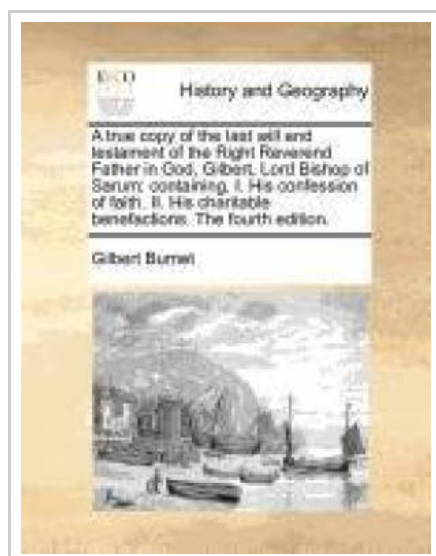 ECCO
History and Geography
A true copy of the last will and
testament of the Right Reverend
Father in God, Gilbert, Lord Bishop of
Sarum: containing, I. His confession
of faith. II. His charitable
benefactions. The fourth edition.
Gilbert Burnet